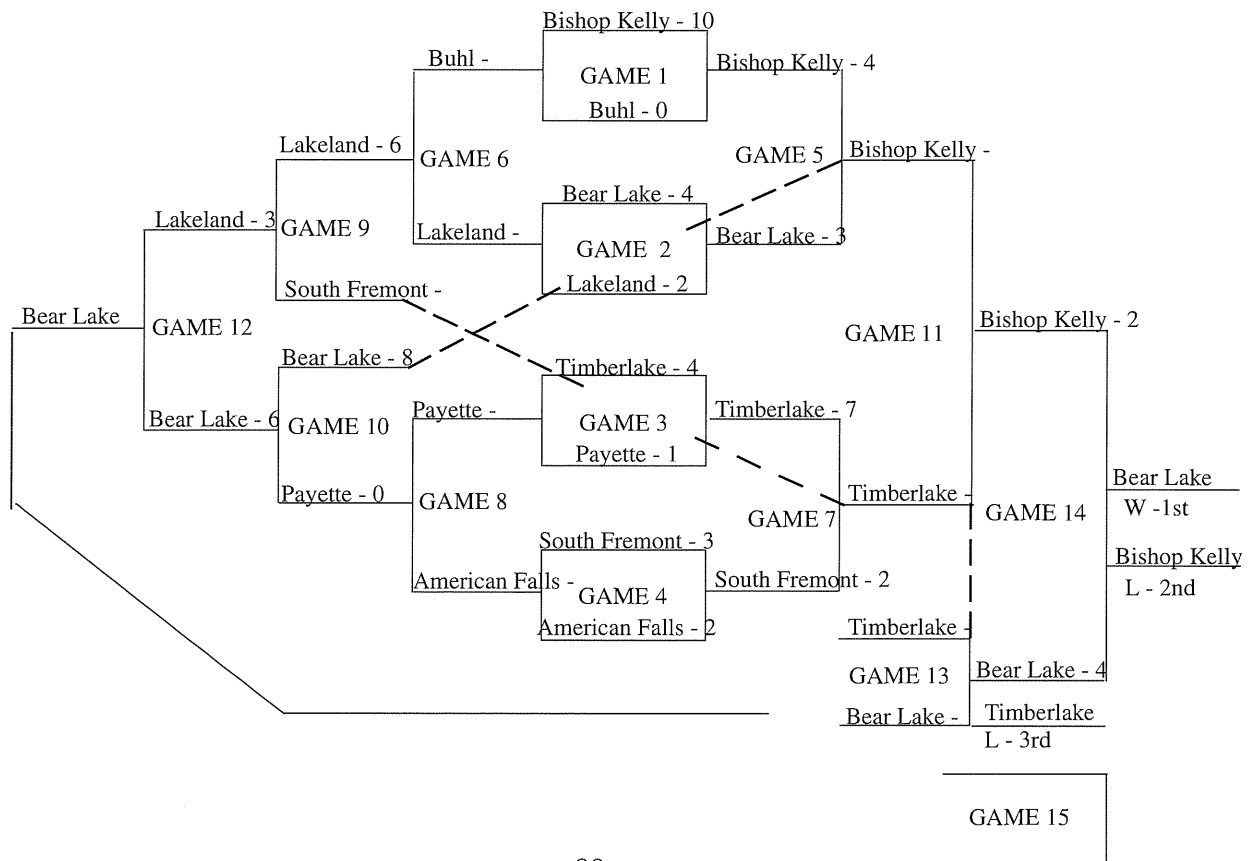 Bishop Kelly - 10
Buhl -
GAME 1
Bishop Kelly - 4
Buhl - 0
Lakeland - 6
GAME 6
GAME 5
Bishop Kelly -
Bear Lake - 4
Lakeland - 3
GAME 9
Lakeland -
GAME 2
Bear Lake - 3
South Fremont -
Lakeland - 2
Bear Lake
GAME 12
GAME 11
Bishop Kelly - 2
Bear Lake - 8
Timberlake - 4
Bear Lake - 6
GAME 10
Payette -
GAME 3
Timberlake - 7
Payette - 1
Payette - 0
GAME 8
GAME 7
Timberlake -
GAME 14
Bear Lake
W -1st
South Fremont - 3
Bishop Kelly
L - 2nd
American Falls -
GAME 4
South Fremont - 2
American Falls - 2
Timberlake -
GAME 13
Bear Lake - 4
Bear Lake -
Timberlake
L - 3rd
GAME 15